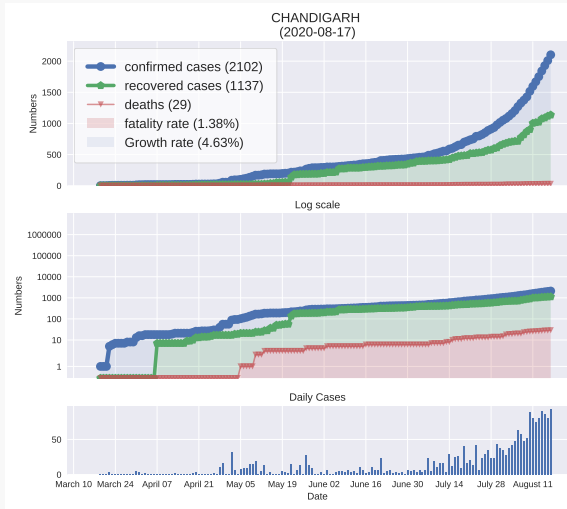 CHANDIGARH
(2020-08-17)
confirmed cases (2102)
recovered cases (1137)
deaths (29)
fatality rate (1.38%)
Growth rate (4.63%)
Numbers
2000
1500
1000
500
0
Log scale
Numbers
1000000
100000
10000
1000
100
10
1
Daily Cases
50
0
March 10 March 24 April 07 April 21 May 05 May 19 June 02 June 16 June 30 July 14 July 28 August 11
Date